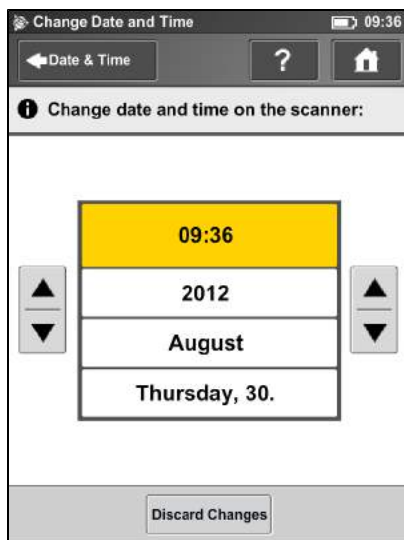 Change Date and Time 09:36
Date & Time ?
Change date and time on the scanner:
09:36
2012
August
Thursday, 30.
Discard Changes